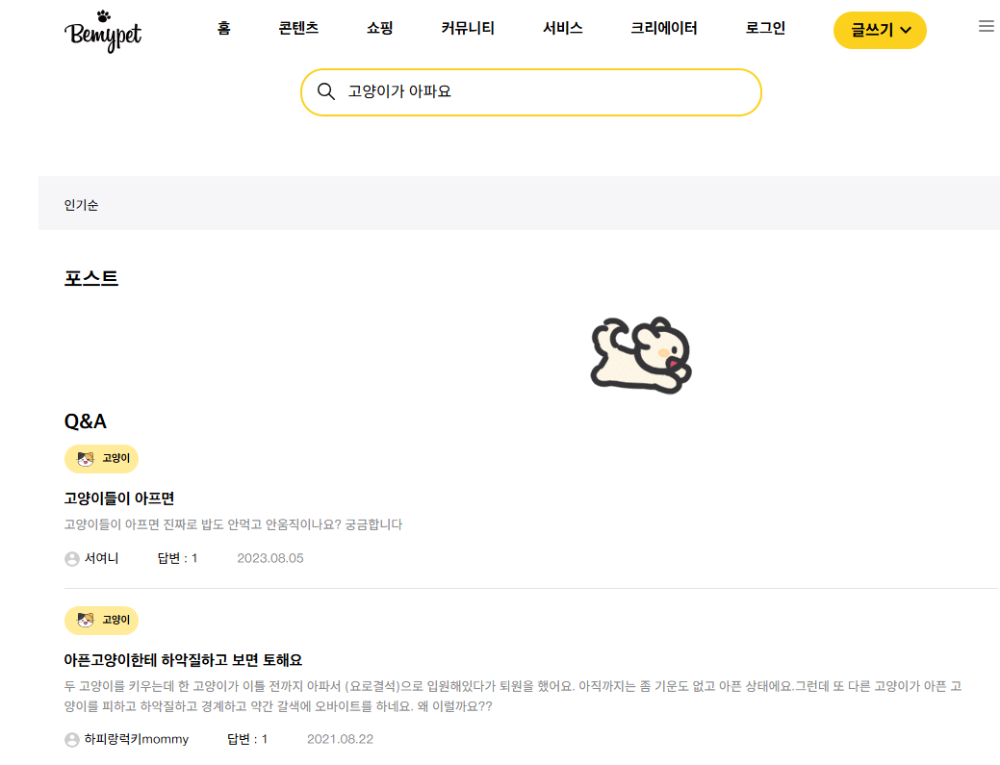 Bemypet 홈 콘텐츠 쇼핑 커뮤니티 서비스 크리에이터 로그인 글쓰기
고양이가 아파요
인기순
포스트
Q&A
고양이
고양이들이 아프면
고양이들이 아프면 진짜로 밥도 안먹고 안움직이나요? 궁금합니다
서여니 답변 : 1 2023.08.05
고양이
아픈고양이한테 하악질하고 보면 토해요
두 고양이를 키우는데 한 고양이가 이틀 전까지 아파서 (요로결석)으로 입원해있다가 퇴원을 했어요. 아직까지는 좀 기운도 없고 아픈 상태에요.그런데 또 다른 고양이가 아픈 고
양이를 피하고 하악질하고 경계하고 약간 갈색에 오바이트를 하네요. 왜 이럴까요??
하피랑럭키mommy 답변 : 1 2021.08.22